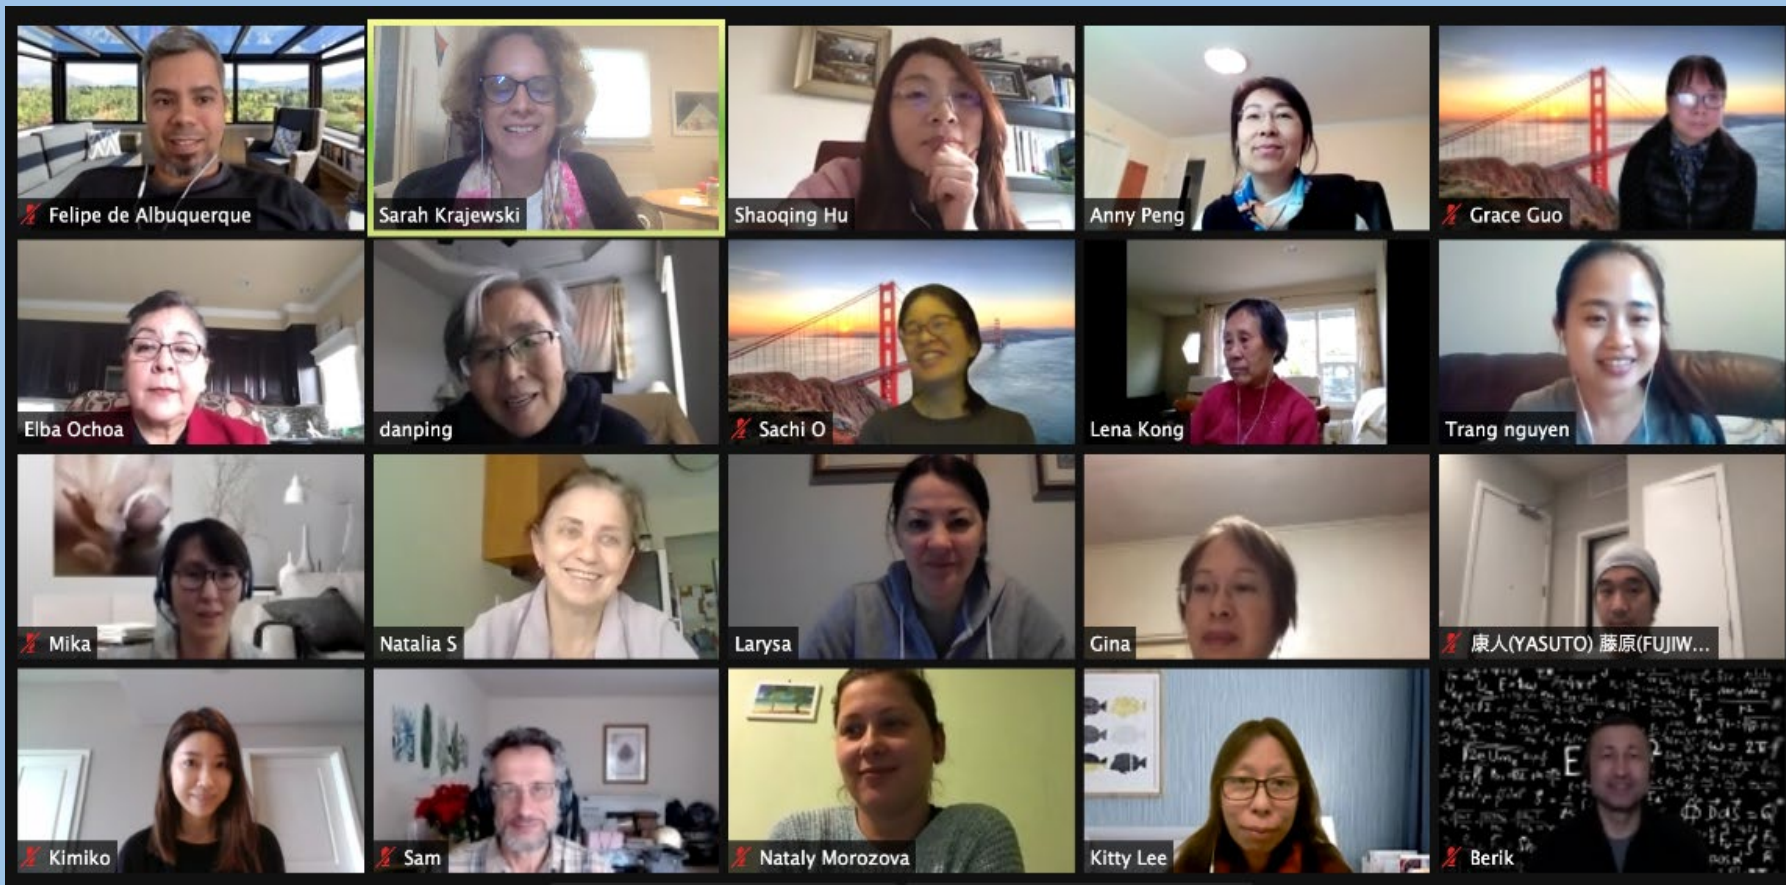 Felipe de Albuquerque
Sarah Krajewski
Shaoqing Hu
Anny Peng
Grace Guo
Elba Ochoa
danping
Sachi O
Lena Kong
Trang nguyen
Mika
Natalia S
Larysa
Gina
康人(YASUTO) 藤原(FUJIW...
Kimiko
Sam
Nataly Morozova
Kitty Lee
Berik